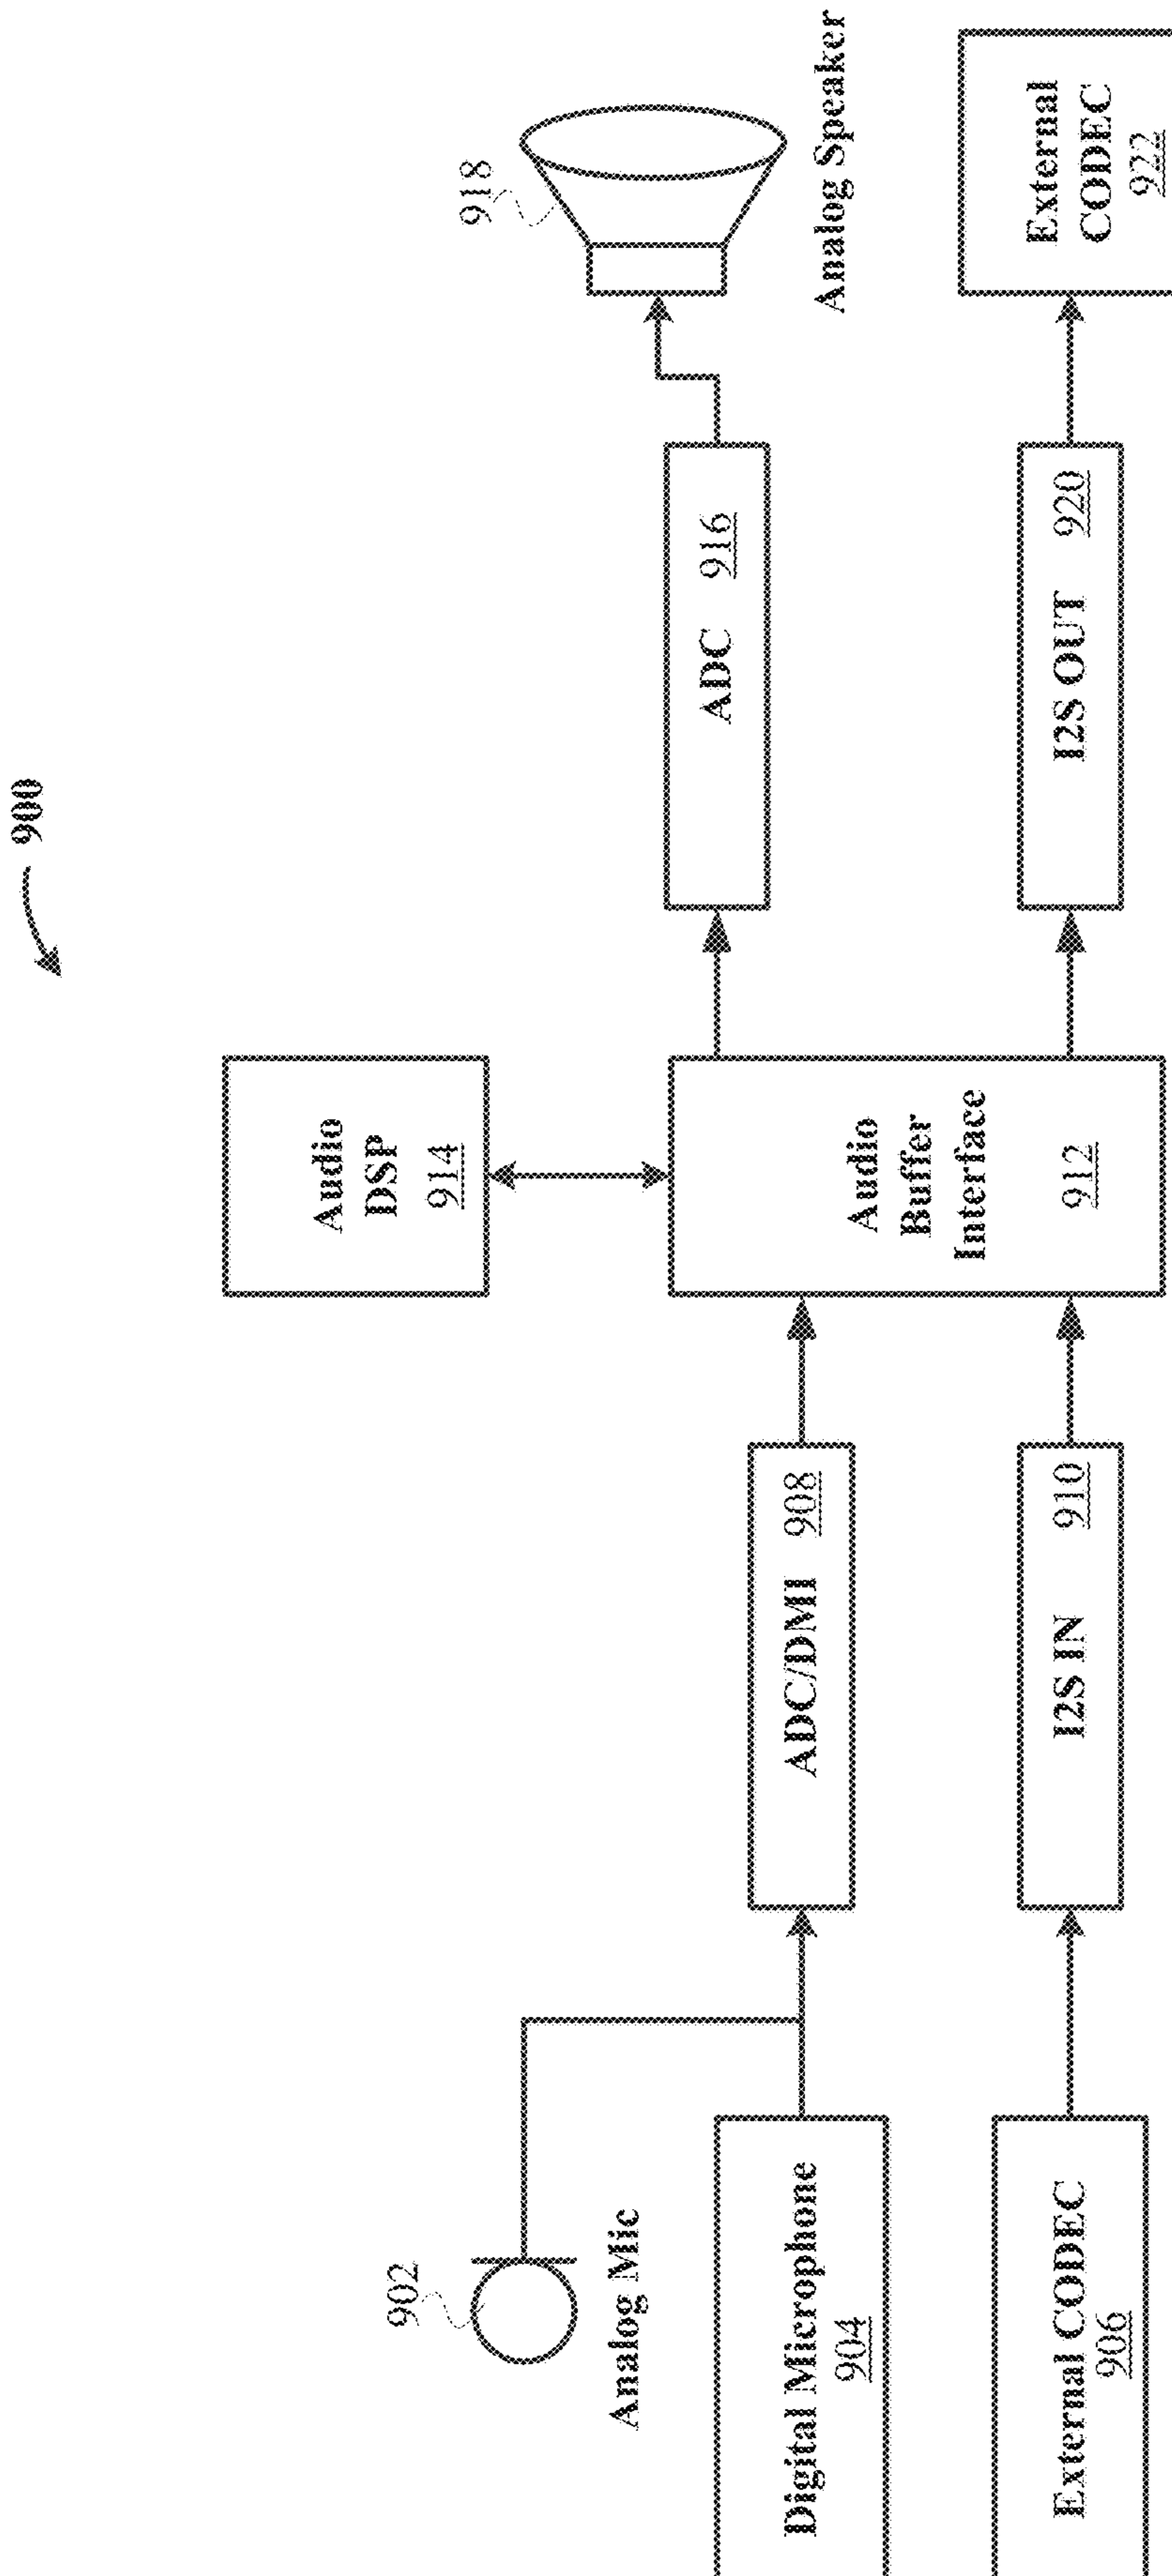 900
902
Analog Mic
Digital Microphone
904
External CODEC
906
ADC/DMI 908
I2S IN 910
Audio
DSP
914
Audio
Buffer
Interface
912
ADC 916
I2S OUT 920
918
Analog Speaker
External
CODEC
922